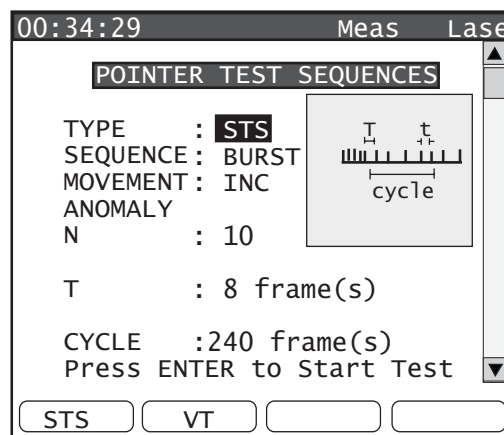 00:34:29 Meas Lase
POINTER TEST SEQUENCES
TYPE : STS
SEQUENCE : BURST
MOVEMENT : INC
ANOMALY
N : 10
T : 8 frame(s)
CYCLE :240 frame(s)
Press ENTER to Start Test
T t
cycle
STS VT